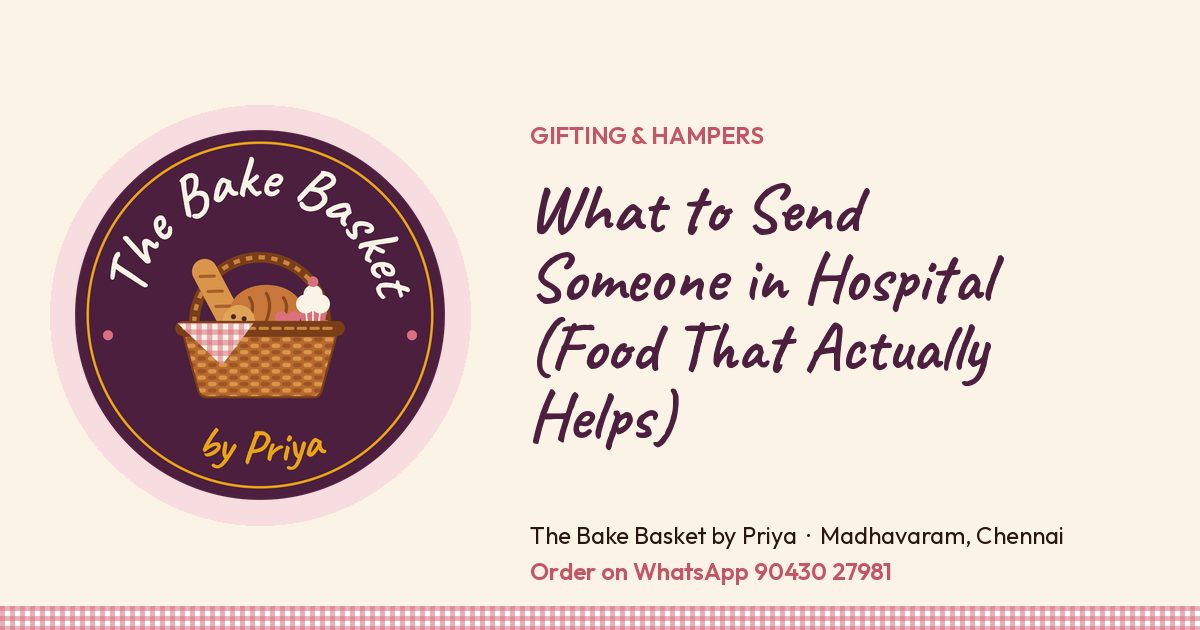 The Bake Basket
by Priya
GIFTING & HAMPERS
What to Send
Someone in Hospital
(Food That Actually
Helps)
The Bake Basket by Priya · Madhavaram, Chennai
Order on WhatsApp 90430 27981